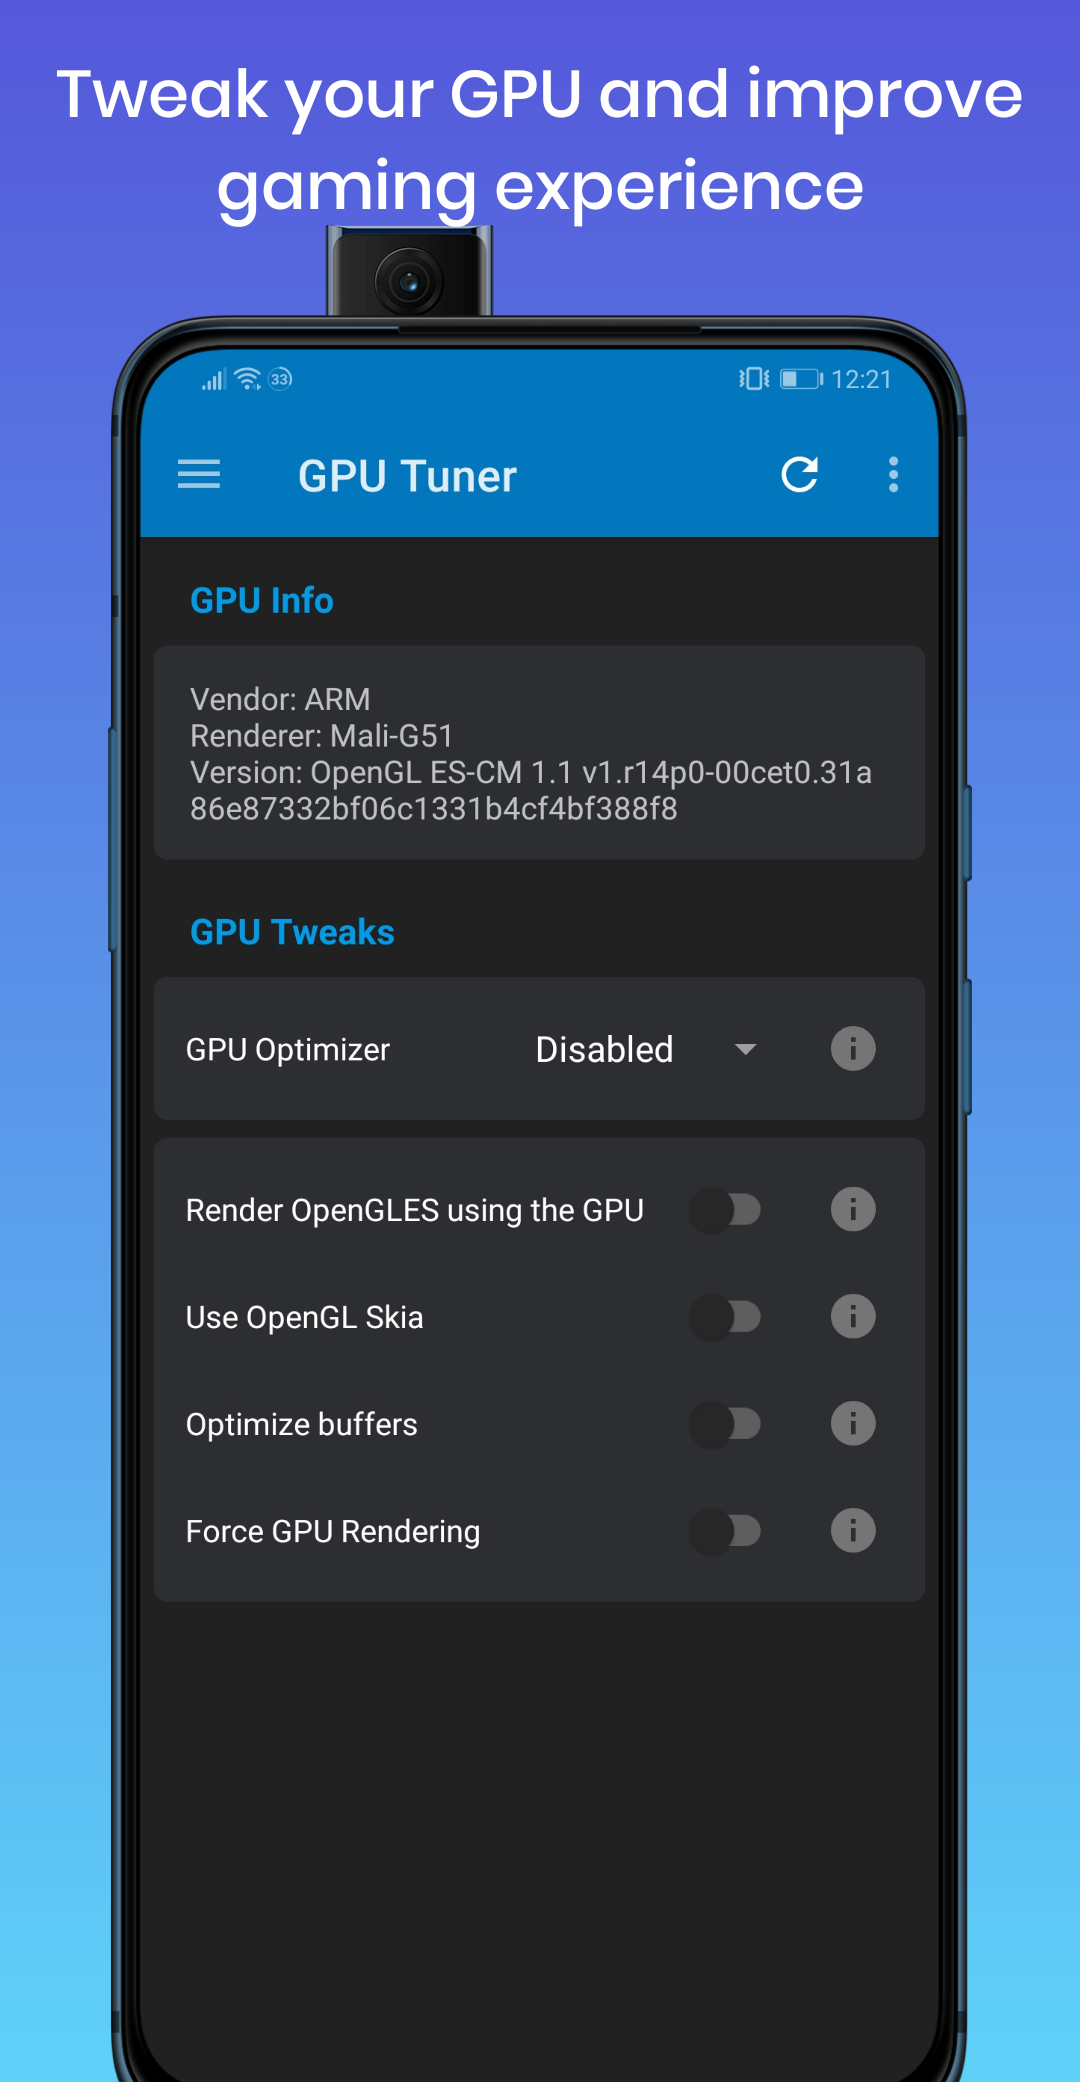 Tweak your GPU and improve
gaming experience
33
12:21
GPU Tuner
GPU Info
Vendor: ARM
Renderer: Mali-G51
Version: OpenGL ES-CM 1.1 v1.r14p0-00cet0.31a
86e87332bf06c1331b4cf4bf388f8
GPU Tweaks
GPU Optimizer Disabled
Render OpenGLES using the GPU
Use OpenGL Skia
Optimize buffers
Force GPU Rendering